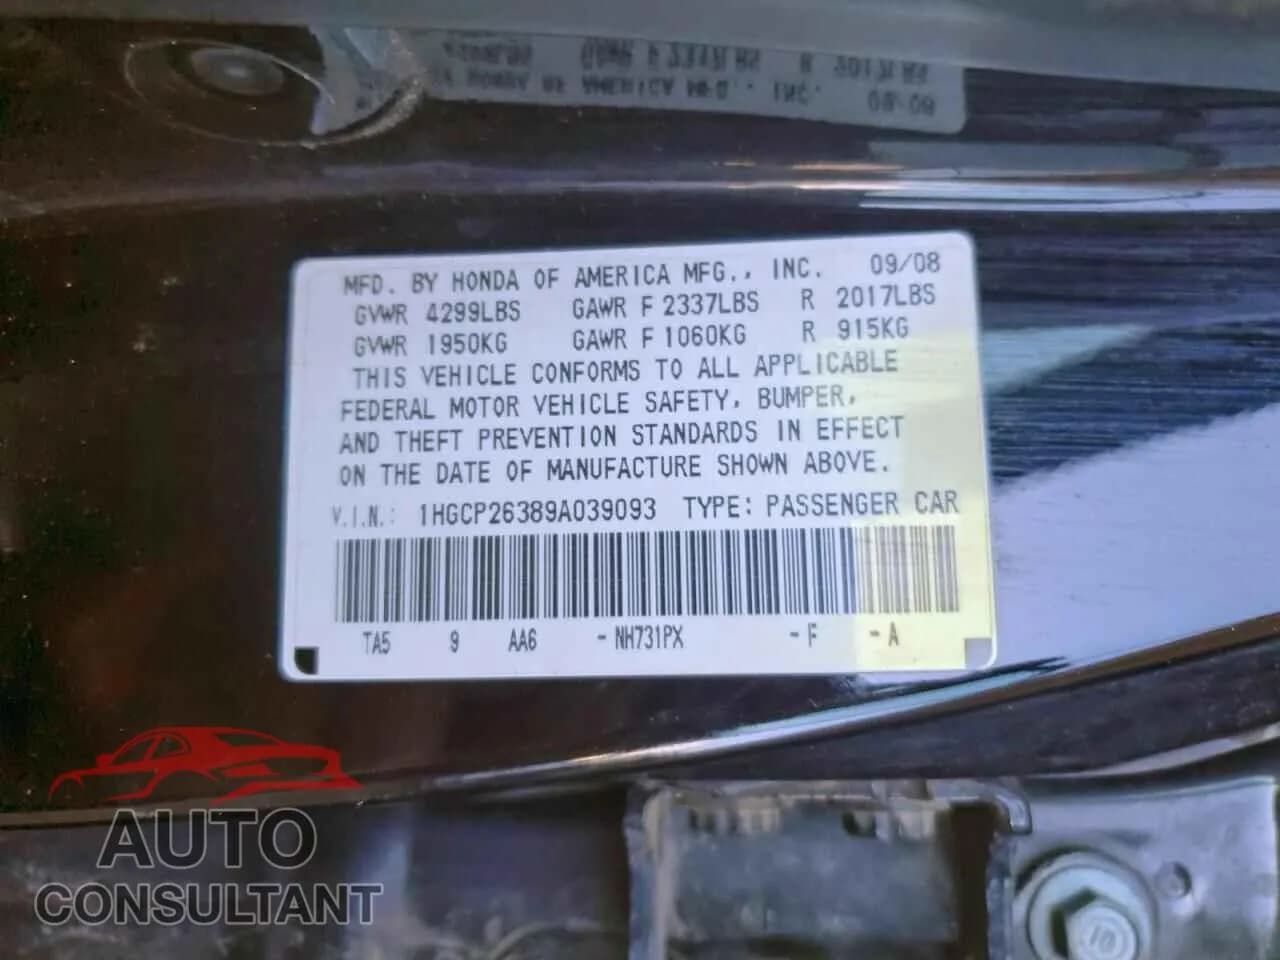 MFD. BY HONDA OF AMERICA MFG., INC. 09/08
GVWR 4299LBS GAWR F 2337LBS R 2017LBS
GVWR 1950KG GAWR F 1060KG R 915KG
THIS VEHICLE CONFORMS TO ALL APPLICABLE
FEDERAL MOTOR VEHICLE SAFETY, BUMPER,
AND THEFT PREVENTION STANDARDS IN EFFECT
ON THE DATE OF MANUFACTURE SHOWN ABOVE.
V.I.N.: 1HGCP26389A039093 TYPE: PASSENGER CAR
TA5 9 AA6 -NH731PX -F -A
AUTO
CONSULTANT
10